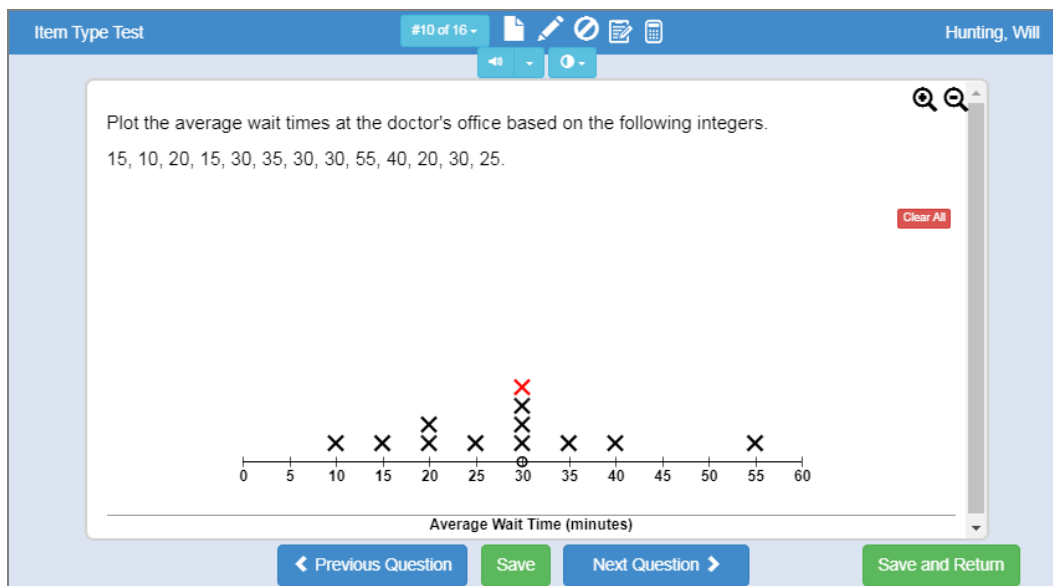 Item Type Test
#10 of 16
Hunting, Will
Plot the average wait times at the doctor's office based on the following integers.
15, 10, 20, 15, 30, 35, 30, 30, 55, 40, 20, 30, 25.
Clear All
0 5 10 15 20 25 30 35 40 45 50 55 60
Average Wait Time (minutes)
Previous Question
Save
Next Question
Save and Return